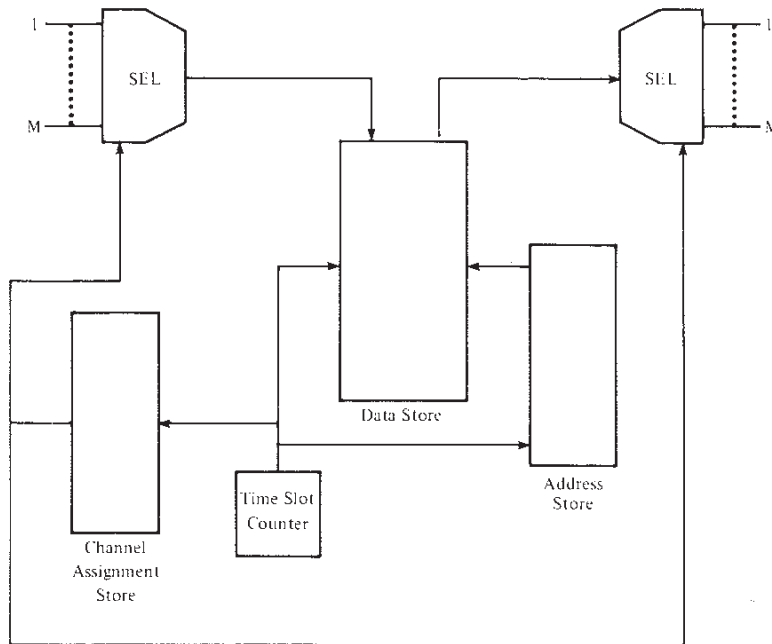 1
SEL
M
SEL
1
M
Data Store
Time Slot
Counter
Address
Store
Channel
Assignment
Store